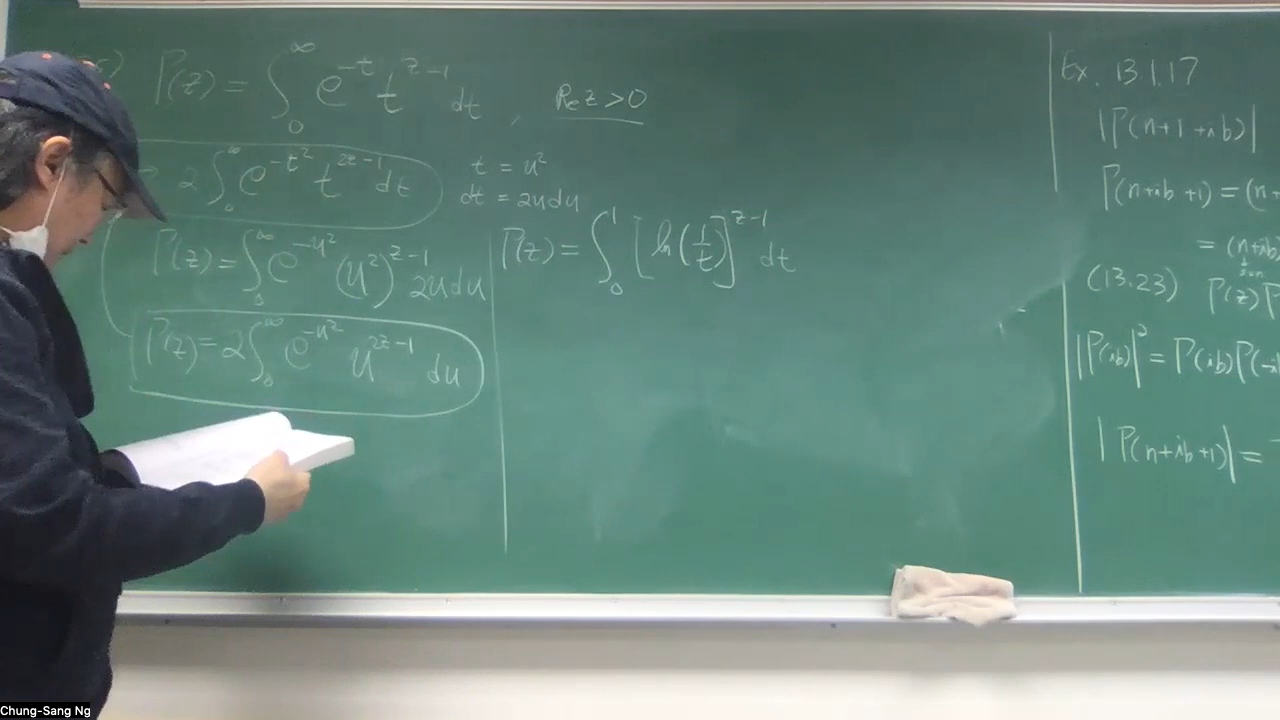 Γ(z) = ∫₀^∞ e^{-t} t^{z-1} dt , Re z > 0
2∫₀^∞ e^{-t²} t^{2z-1} dt
t = u²
dt = 2udu
Γ(z) = ∫₀^∞ e^{-u²} (u²)^{z-1} 2udu
Γ(z) = 2∫₀^∞ e^{-u²} u^{2z-1} du
Γ(z) = ∫₀^1 [ln(1/t)]^{z-1} dt
Ex. 13.1.17
|Γ(n+1+ib)|
Γ(n+ib+1) = (n+
= (n+ib)
(13.23) Γ(z)Γ
|Γ(ib)|² = Γ(ib)Γ(-i
|Γ(n+ib+1)| =
Chung-Sang Ng